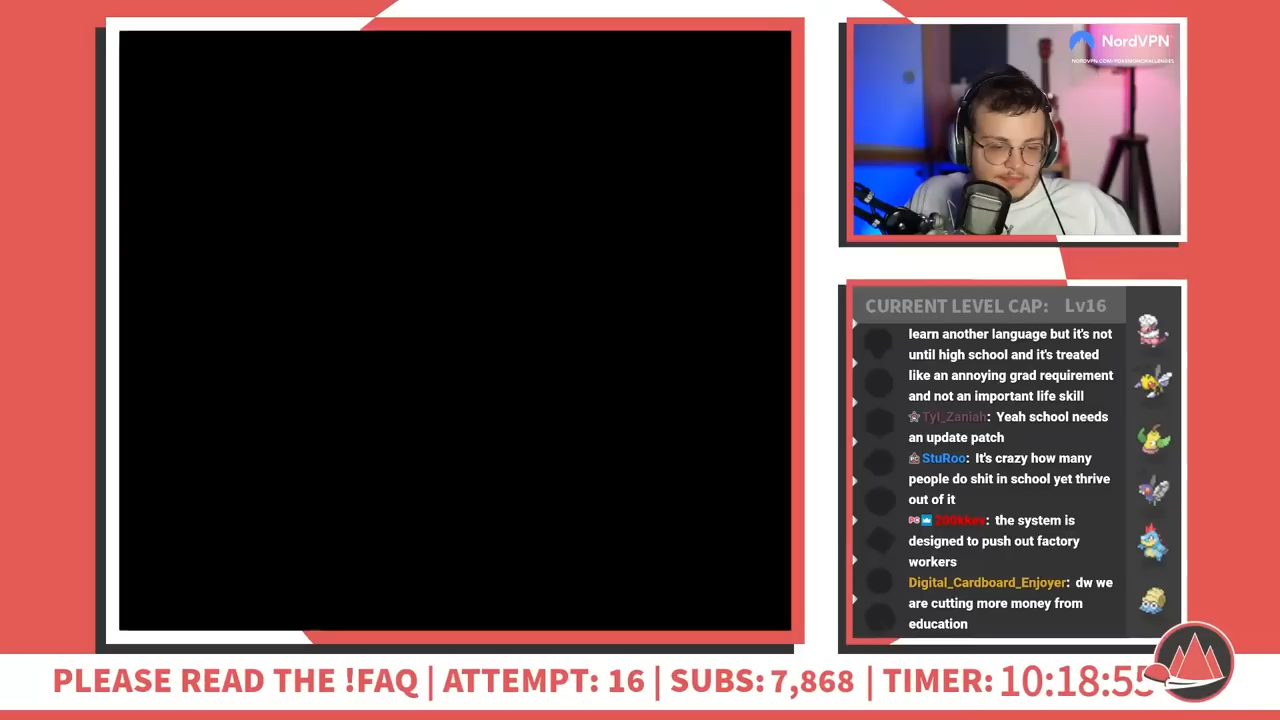 NordVPN
NORDVPN.COM/POKEMONCHALLENGES
CURRENT LEVEL CAP: Lv16
learn another language but it's not
until high school and it's treated
like an annoying grad requirement
and not an important life skill
Tyl_Zaniah: Yeah school needs
an update patch
StuRoo: It's crazy how many
people do shit in school yet thrive
out of it
the system is
designed to push out factory
workers
Digital_Cardboard_Enjoyer: dw we
are cutting more money from
education
PLEASE READ THE !FAQ | ATTEMPT: 16 | SUBS: 7,868 | TIMER: 10:18:55